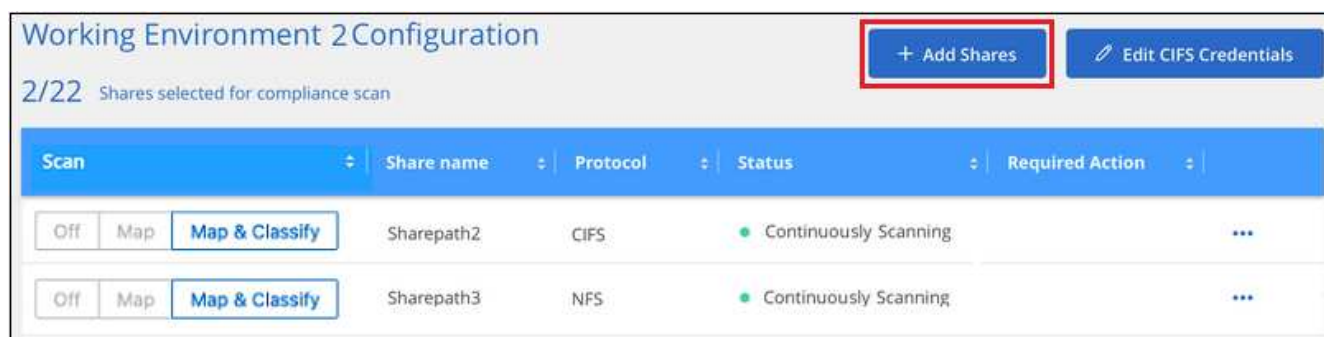 Working Environment 2 Configuration
+ Add Shares
Edit CIFS Credentials
2/22 Shares selected for compliance scan
Scan Share name Protocol Status Required Action
Off Map Map & Classify Sharepath2 CIFS Continuously Scanning ...
Off Map Map & Classify Sharepath3 NFS Continuously Scanning ...